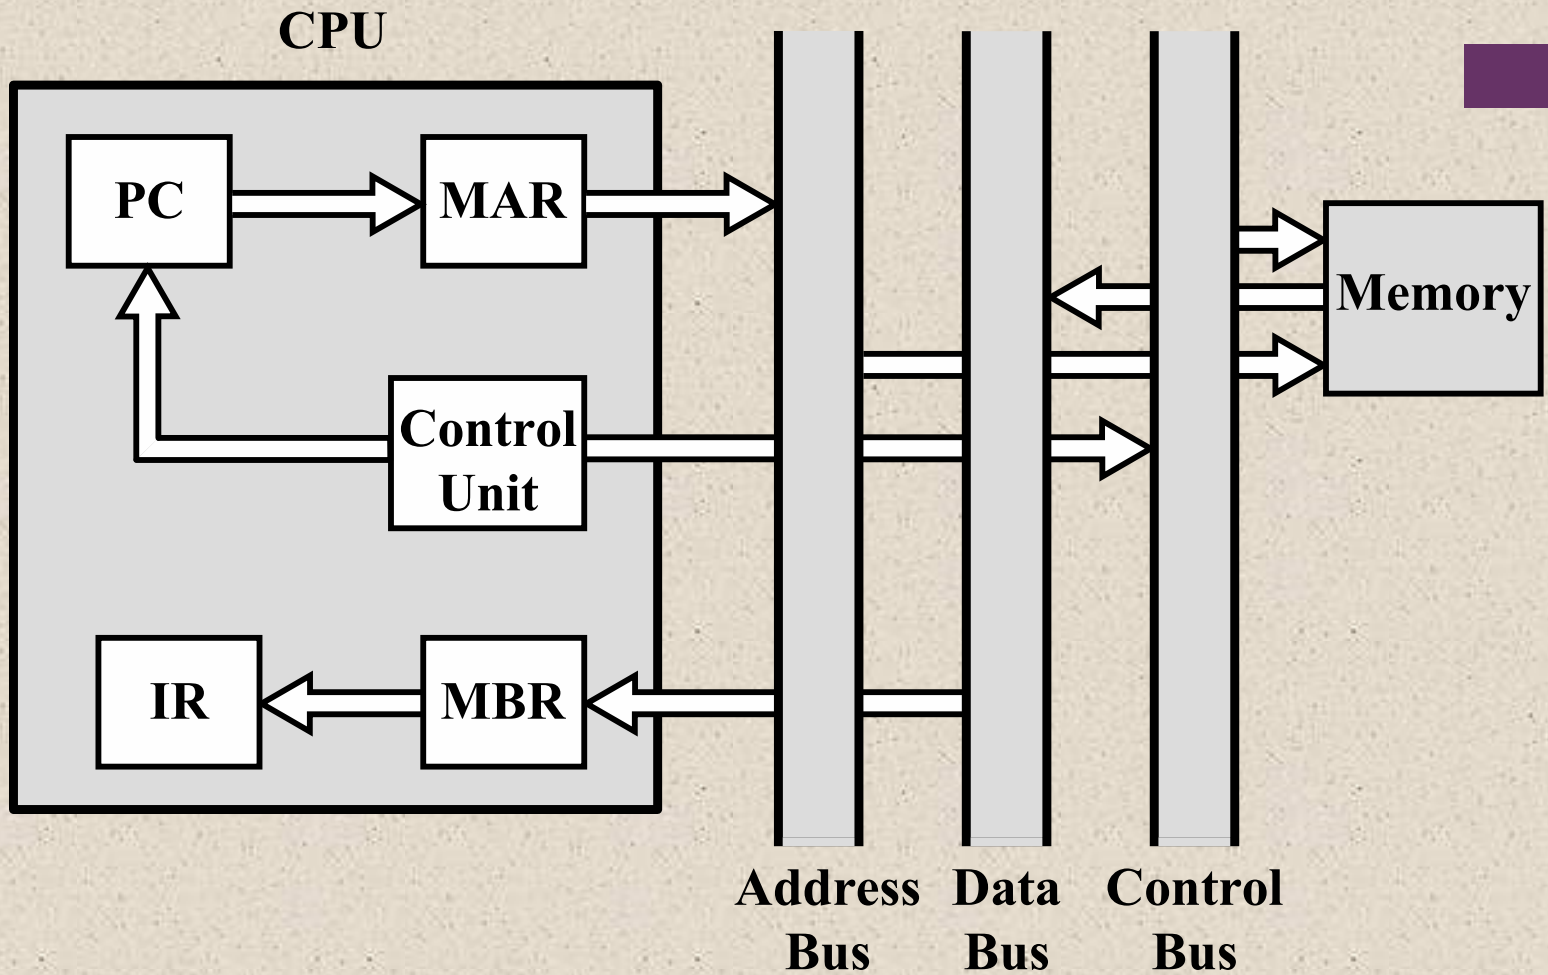 CPU
PC
MAR
Memory
Control
Unit
IR
MBR
Address
Bus
Data
Bus
Control
Bus